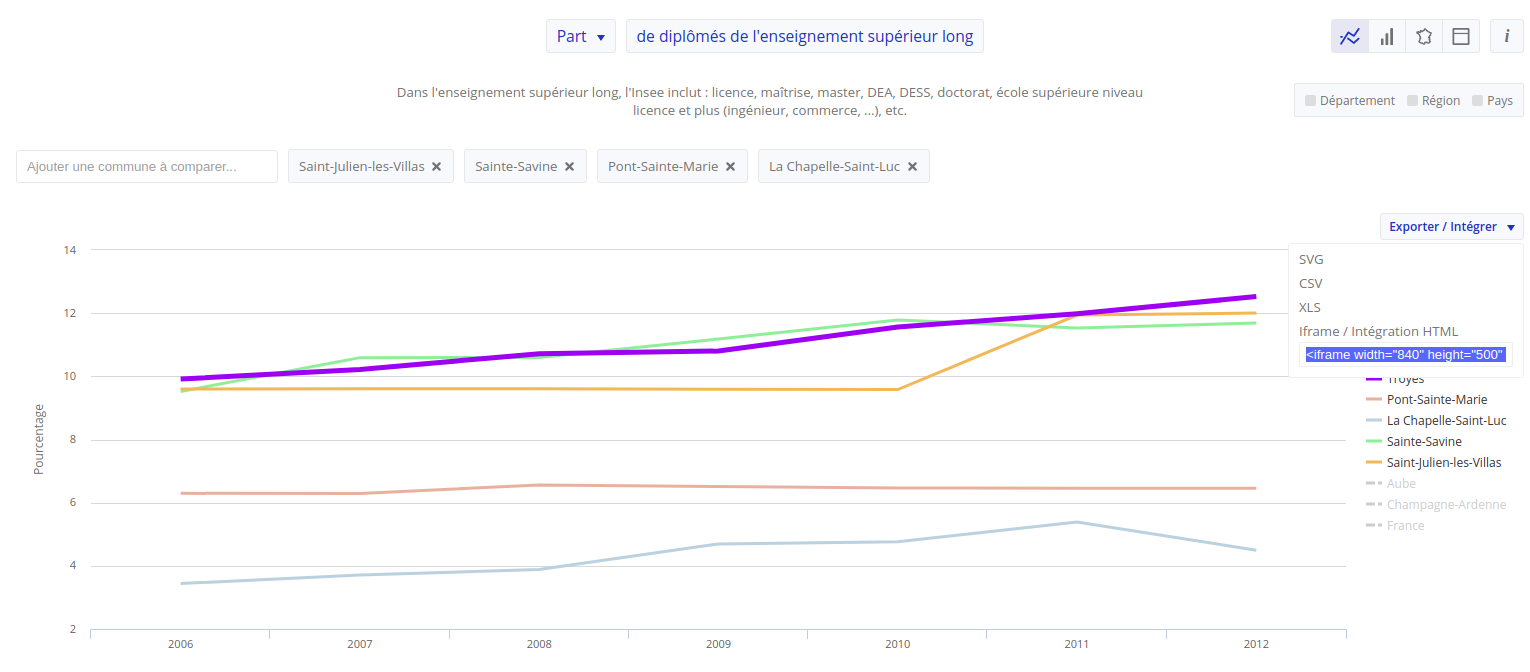 Part de diplômés de l'enseignement supérieur long i
Dans l'enseignement supérieur long, l'Insee inclut : licence, maîtrise, master, DEA, DESS, doctorat, école supérieure niveau
licence et plus (ingénieur, commerce, ...), etc.
Département Région Pays
Ajouter une commune à comparer... Saint-Julien-les-Villas Sainte-Savine Pont-Sainte-Marie La Chapelle-Saint-Luc
Exporter / Intégrer
SVG
CSV
XLS
Iframe / Intégration HTML
<iframe width="840" height="500"
Pourcentage
14
12
10
8
6
4
2
2006 2007 2008 2009 2010 2011 2012
Troyes
Pont-Sainte-Marie
La Chapelle-Saint-Luc
Sainte-Savine
Saint-Julien-les-Villas
Aube
Champagne-Ardenne
France